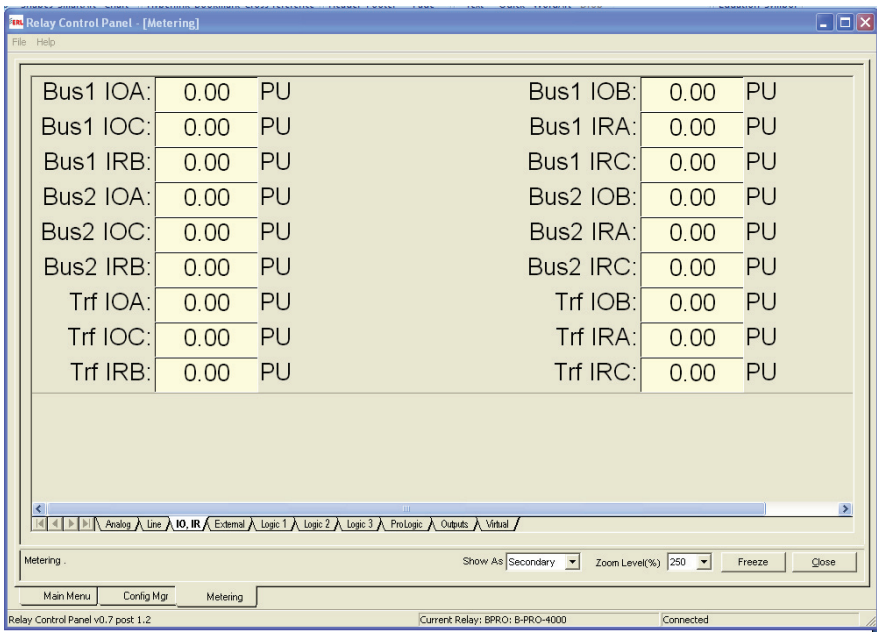 ERL Relay Control Panel - [Metering]
File Help
Bus1 IOA: 0.00 PU Bus1 IOB: 0.00 PU
Bus1 IOC: 0.00 PU Bus1 IRA: 0.00 PU
Bus1 IRB: 0.00 PU Bus1 IRC: 0.00 PU
Bus2 IOA: 0.00 PU Bus2 IOB: 0.00 PU
Bus2 IOC: 0.00 PU Bus2 IRA: 0.00 PU
Bus2 IRB: 0.00 PU Bus2 IRC: 0.00 PU
Trf IOA: 0.00 PU Trf IOB: 0.00 PU
Trf IOC: 0.00 PU Trf IRA: 0.00 PU
Trf IRB: 0.00 PU Trf IRC: 0.00 PU
Analog Line IO, IR External Logic 1 Logic 2 Logic 3 ProLogic Outputs Virtual
Metering . Show As Secondary Zoom Level(%) 250 Freeze Close
Main Menu Config Mgr Metering
Relay Control Panel v0.7 post 1.2 Current Relay: BPRO: B-PRO-4000 Connected